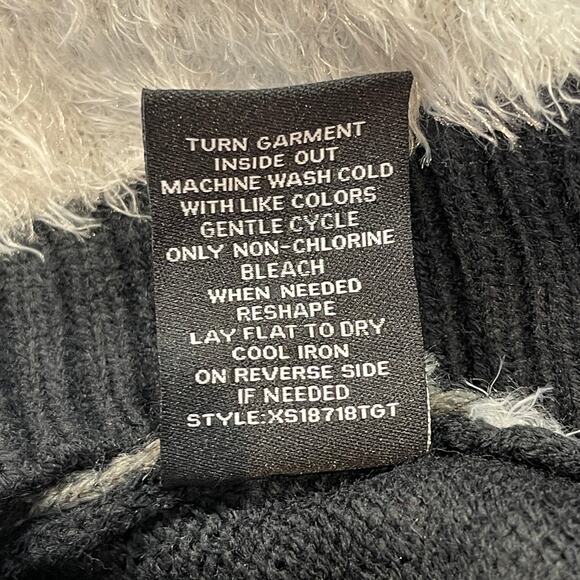 TURN GARMENT
INSIDE OUT
MACHINE WASH COLD
WITH LIKE COLORS
GENTLE CYCLE
ONLY NON-CHLORINE
BLEACH
WHEN NEEDED
RESHAPE
LAY FLAT TO DRY
COOL IRON
ON REVERSE SIDE
IF NEEDED
STYLE:XS18718TGT